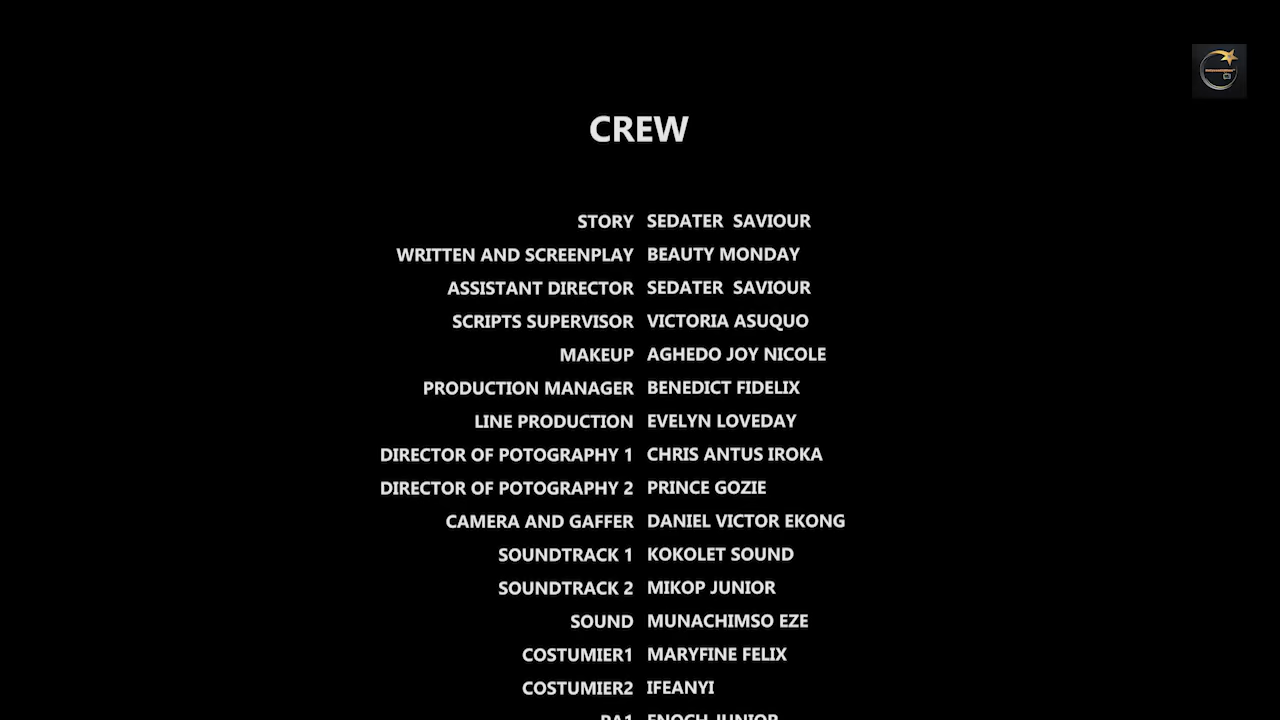 CREW
STORY SEDATER SAVIOUR
WRITTEN AND SCREENPLAY BEAUTY MONDAY
ASSISTANT DIRECTOR SEDATER SAVIOUR
SCRIPTS SUPERVISOR VICTORIA ASUQUO
MAKEUP AGHEDO JOY NICOLE
PRODUCTION MANAGER BENEDICT FIDELIX
LINE PRODUCTION EVELYN LOVEDAY
DIRECTOR OF POTOGRAPHY 1 CHRIS ANTUS IROKA
DIRECTOR OF POTOGRAPHY 2 PRINCE GOZIE
CAMERA AND GAFFER DANIEL VICTOR EKONG
SOUNDTRACK 1 KOKOLET SOUND
SOUNDTRACK 2 MIKOP JUNIOR
SOUND MUNACHIMSO EZE
COSTUMIER1 MARYFINE FELIX
COSTUMIER2 IFEANYI
PA1 ENOCH JUNIOR